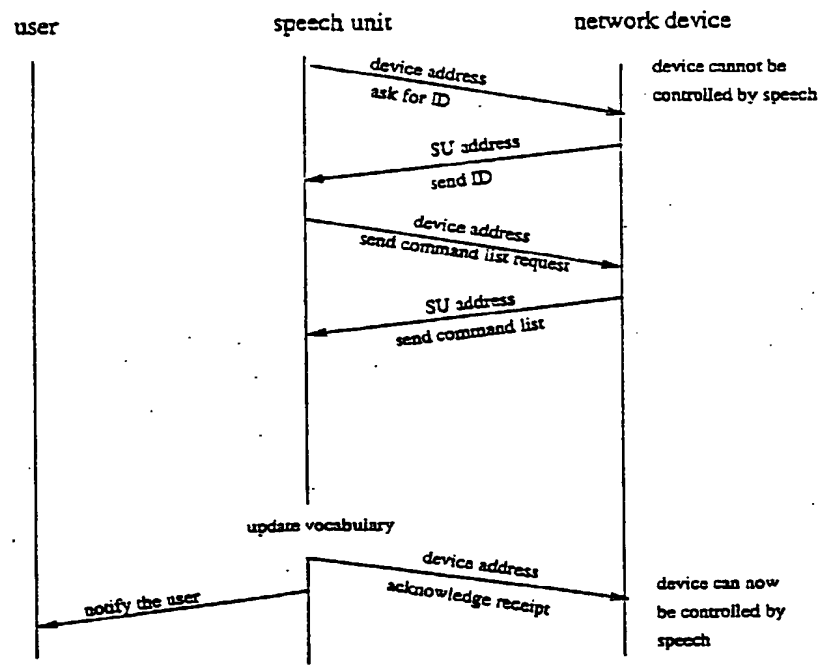 user
speech unit
network device
device address
ask for ID
device cannot be
controlled by speech
SU address
send ID
device address
send command list request
SU address
send command list
update vocabulary
device address
acknowledge receipt
notify the user
device can now
be controlled by
speech